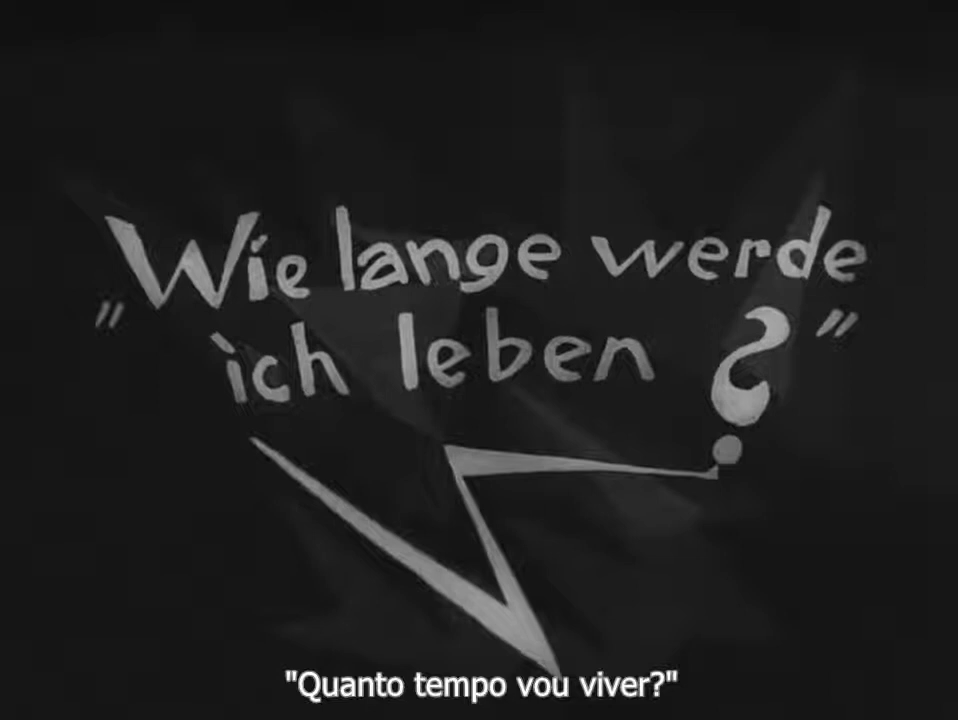 „Wie lange werde
ich leben?”
"Quanto tempo vou viver?"